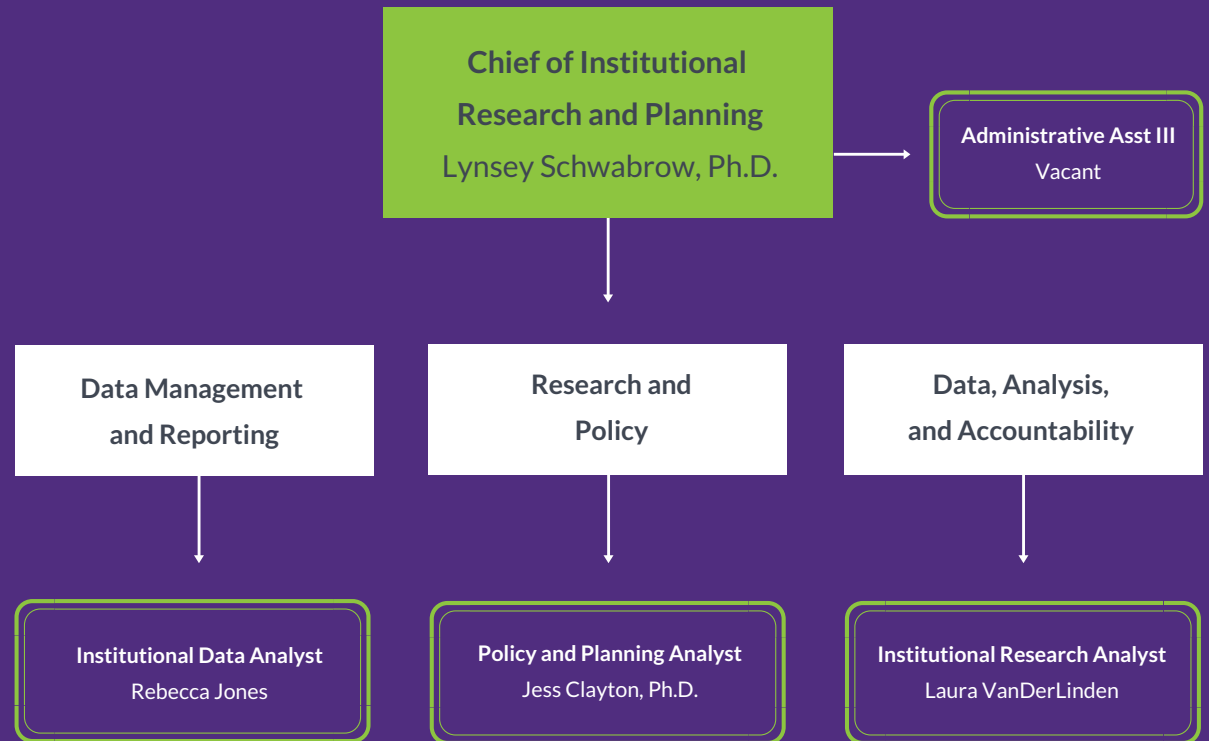 Chief of Institutional
Research and Planning
Lynsey Schwabrow, Ph.D.
Administrative Asst III
Vacant
Data Management
and Reporting
Research and
Policy
Data, Analysis,
and Accountability
Institutional Data Analyst
Rebecca Jones
Policy and Planning Analyst
Jess Clayton, Ph.D.
Institutional Research Analyst
Laura VanDerLinden